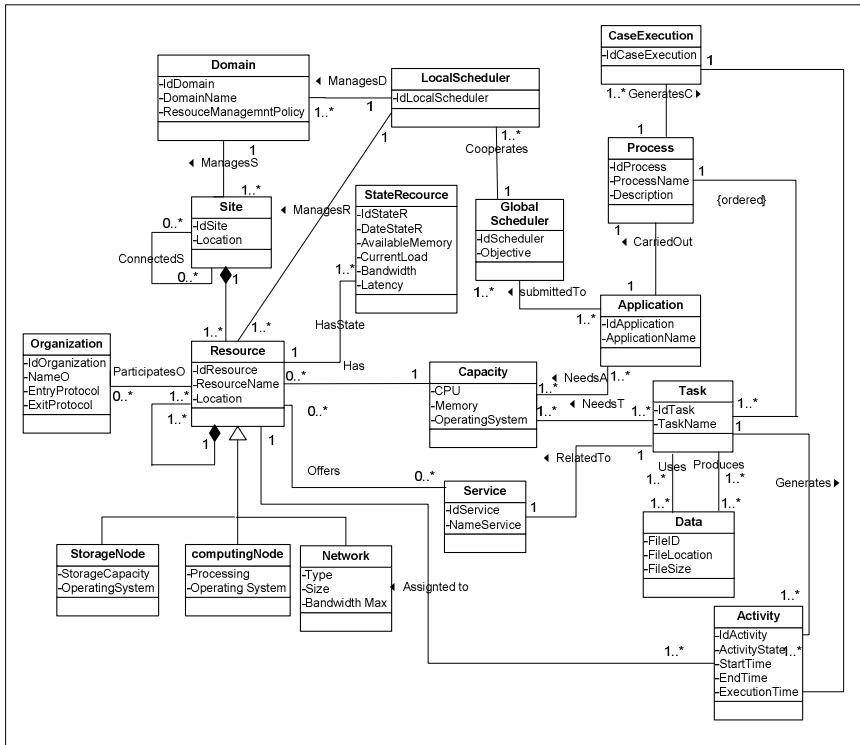 CaseExecution
-IdCaseExecution
1
1
1..*
GeneratesC
Domain
-IdDomain
-DomainName
-ResouceManagemntPolicy
1
1..*
ManagesD
1
LocalScheduler
-IdLocalScheduler
1
1..*
Cooperates
1
ManagesS
1..*
Process
-IdProcess
-ProcessName
-Description
1
1
1
{ordered}
CarriedOut
1
Site
-IdSite
-Location
0..*
0..*
ConnectedS
1
1..*
ManagesR
1..*
StateRecource
-IdStateR
-DateStateR
-AvailableMemory
-CurrentLoad
-Bandwidth
-Latency
1..*
HasState
1
Global
Scheduler
-IdScheduler
-Objective
1..*
submittedTo
1..*
Application
-IdApplication
-ApplicationName
1..*
NeedsA
1..*
Organization
-IdOrganization
-NameO
-EntryProtocol
-ExitProtocol
ParticipatesO
0..*
1..*
1..*
1
Resource
-IdResource
-ResourceName
-Location
0..*
Has
1
Capacity
-CPU
-Memory
-OperatingSystem
1..*
NeedsT
1..*
Task
-IdTask
-TaskName
1..*
1
1
RelatedTo
1
0..*
Offers
0..*
1
Service
-IdService
-NameService
1
Uses
1..*
1..*
Produces
1..*
1..*
Data
-FileID
-FileLocation
-FileSize
Generates
1..*
StorageNode
-StorageCapacity
-OperatingSystem
computingNode
-Processing
-Operating System
Network
-Type
-Size
-Bandwidth Max
Assigned to
1..*
Activity
-IdActivity
-ActivityState
1..*
-StartTime
-EndTime
-ExecutionTime